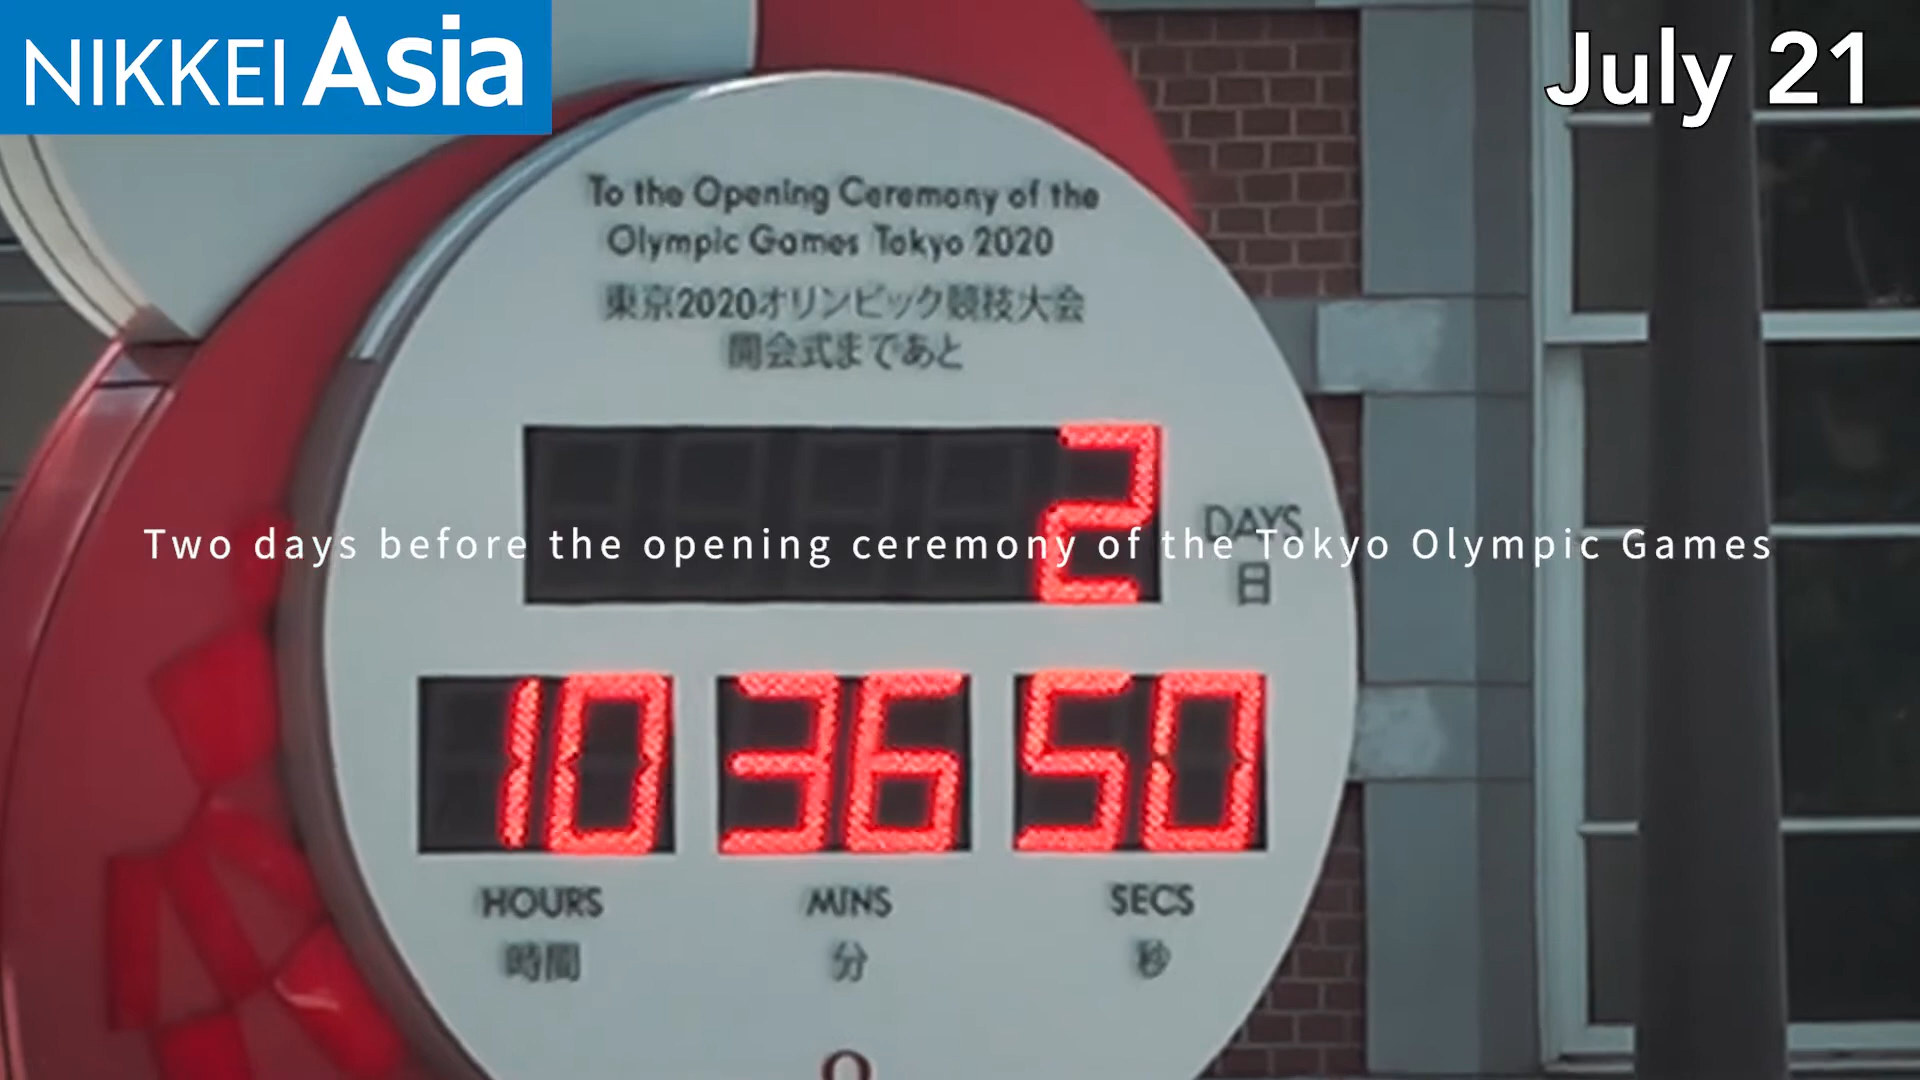 NIKKEI Asia
July 21
To the Opening Ceremony of the
Olympic Games Tokyo 2020
東京2020オリンピック競技大会
開会式まであと
2
DAYS
日
Two days before the opening ceremony of the Tokyo Olympic Games
10 36 50
HOURS MINS SECS
時間 分 秒